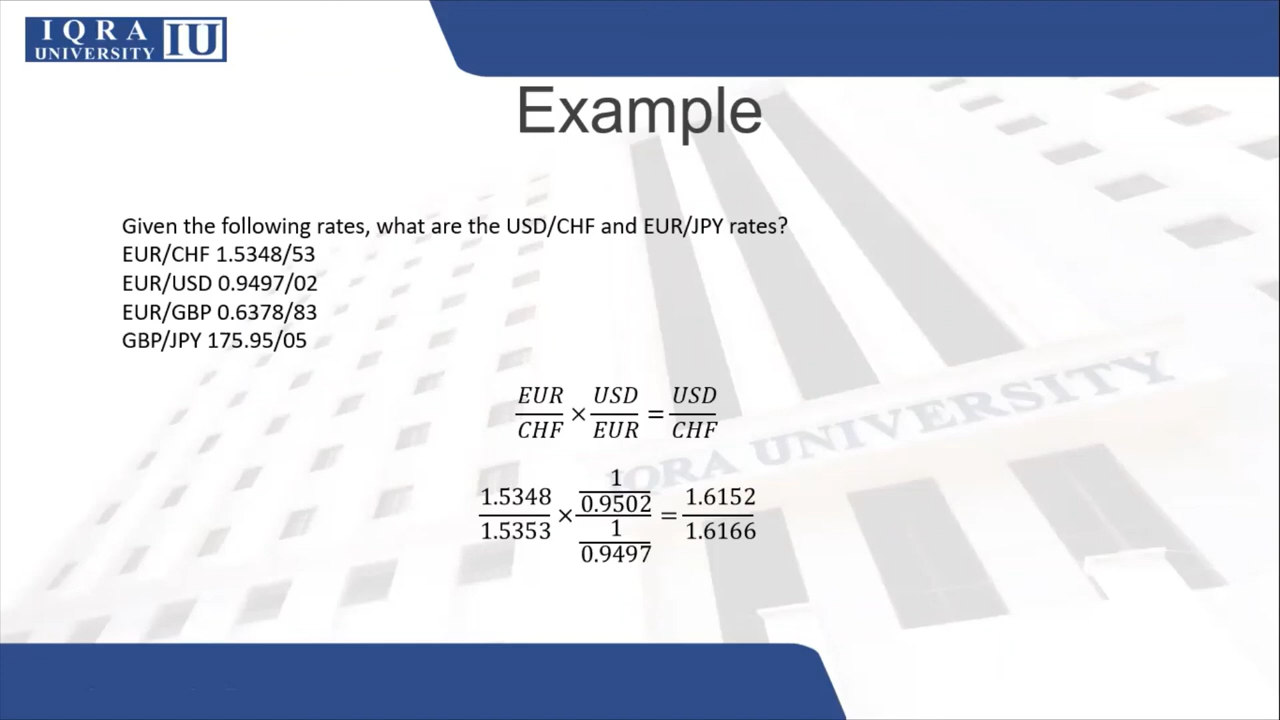 IQRA
UNIVERSITY IU
Example
Given the following rates, what are the USD/CHF and EUR/JPY rates?
EUR/CHF 1.5348/53
EUR/USD 0.9497/02
EUR/GBP 0.6378/83
GBP/JPY 175.95/05
EUR/CHF × USD/EUR = USD/CHF
1.5348/1.5353 × (1/0.9502)/(1/0.9497) = 1.6152/1.6166
IQRA UNIVERSITY